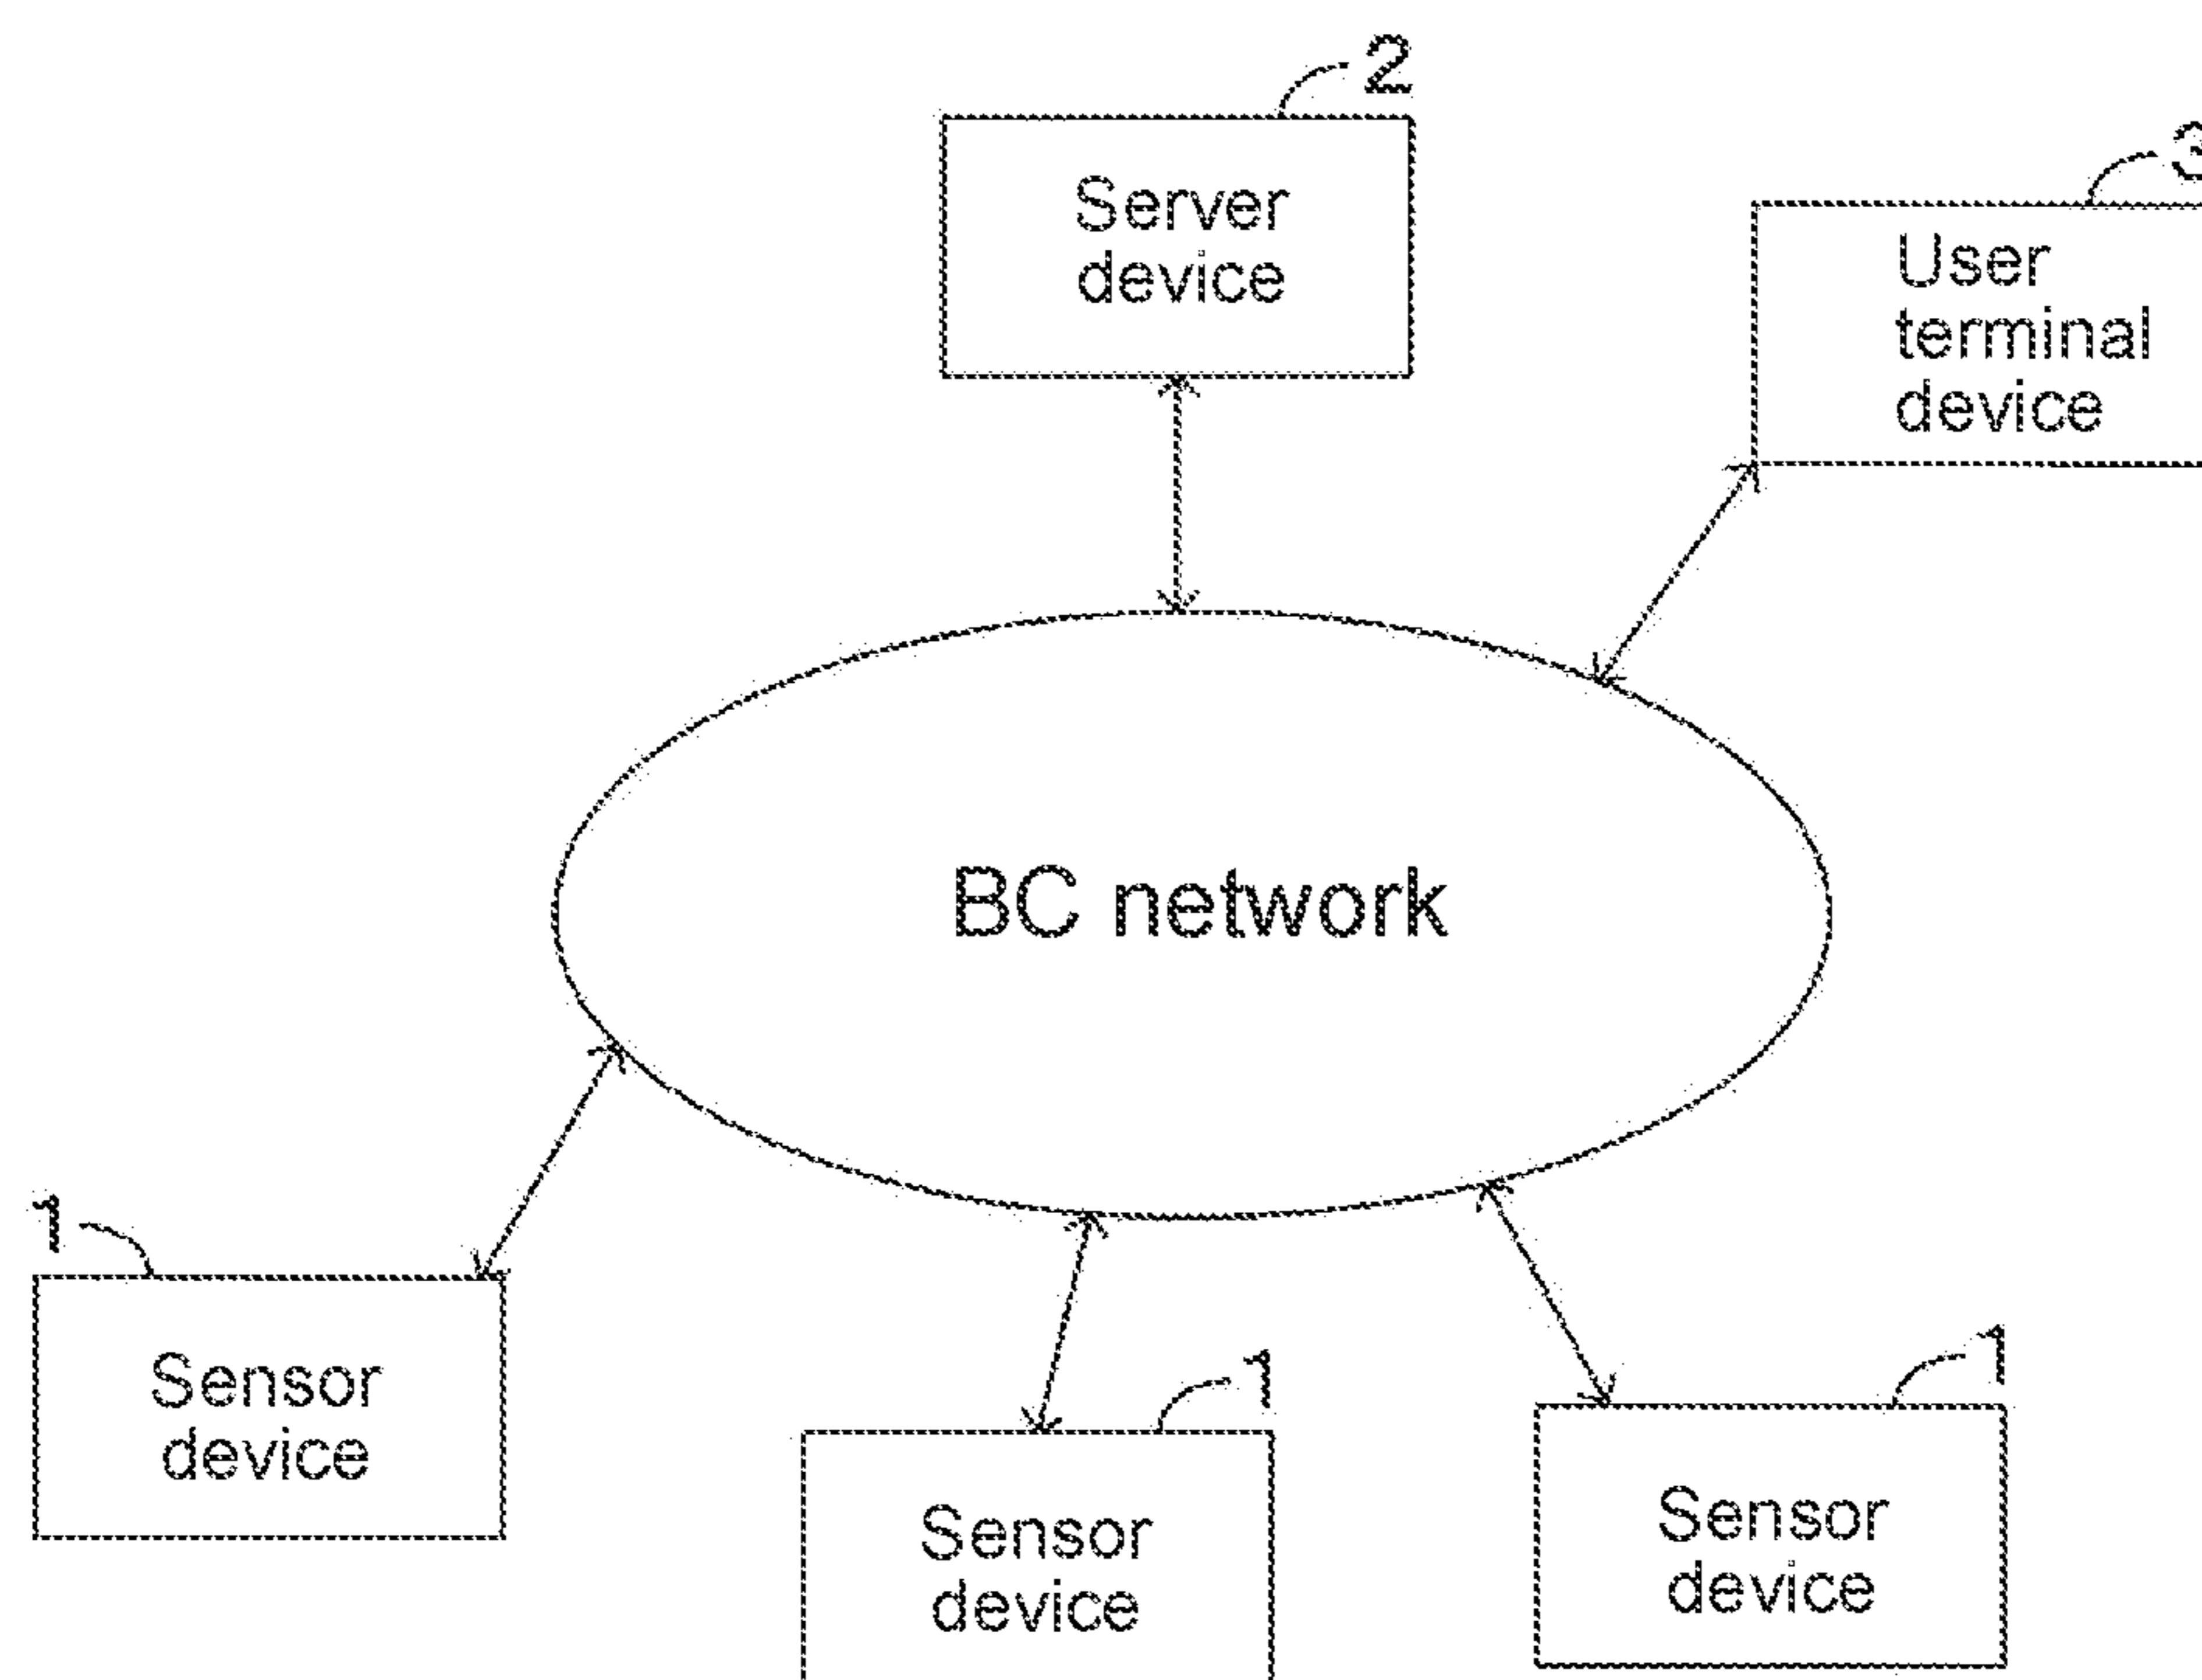 2
Server
device
3
User
terminal
device
BC network
1
Sensor
device
1
Sensor
device
1
Sensor
device